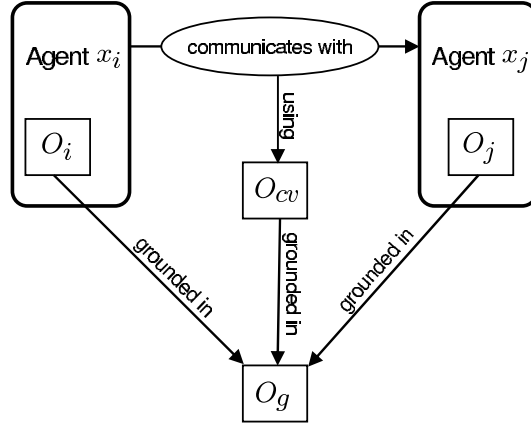 Agent x_i
communicates with
Agent x_j
using
O_i
O_cv
O_j
grounded in
grounded in
grounded in
O_g